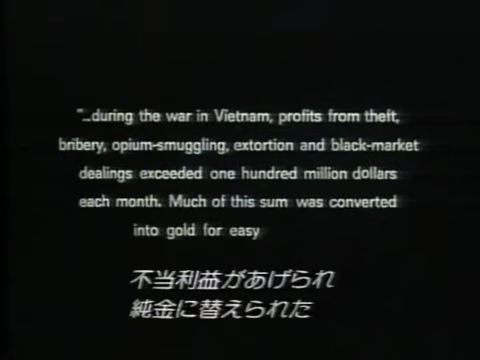 "...during the war in Vietnam, profits from theft,
bribery, opium-smuggling, extortion and black-market
dealings exceeded one hundred million dollars
each month. Much of this sum was converted
into gold for easy
不当利益があげられ
純金に替えられた